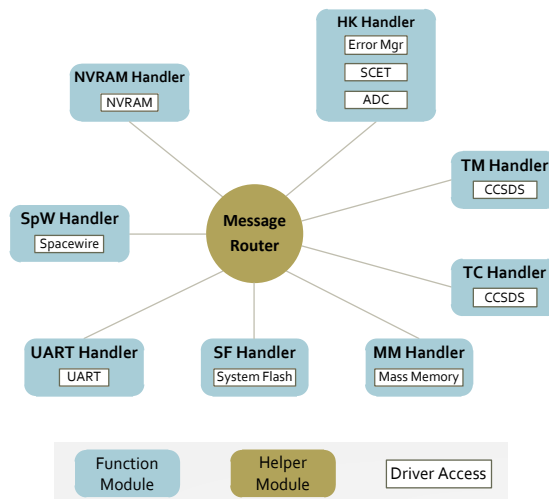 HK Handler
Error Mgr
SCET
ADC
NVRAM Handler
NVRAM
TM Handler
CCSDS
SpW Handler
Spacewire
Message
Router
TC Handler
CCSDS
UART Handler
UART
SF Handler
System Flash
MM Handler
Mass Memory
Function
Module
Helper
Module
Driver Access